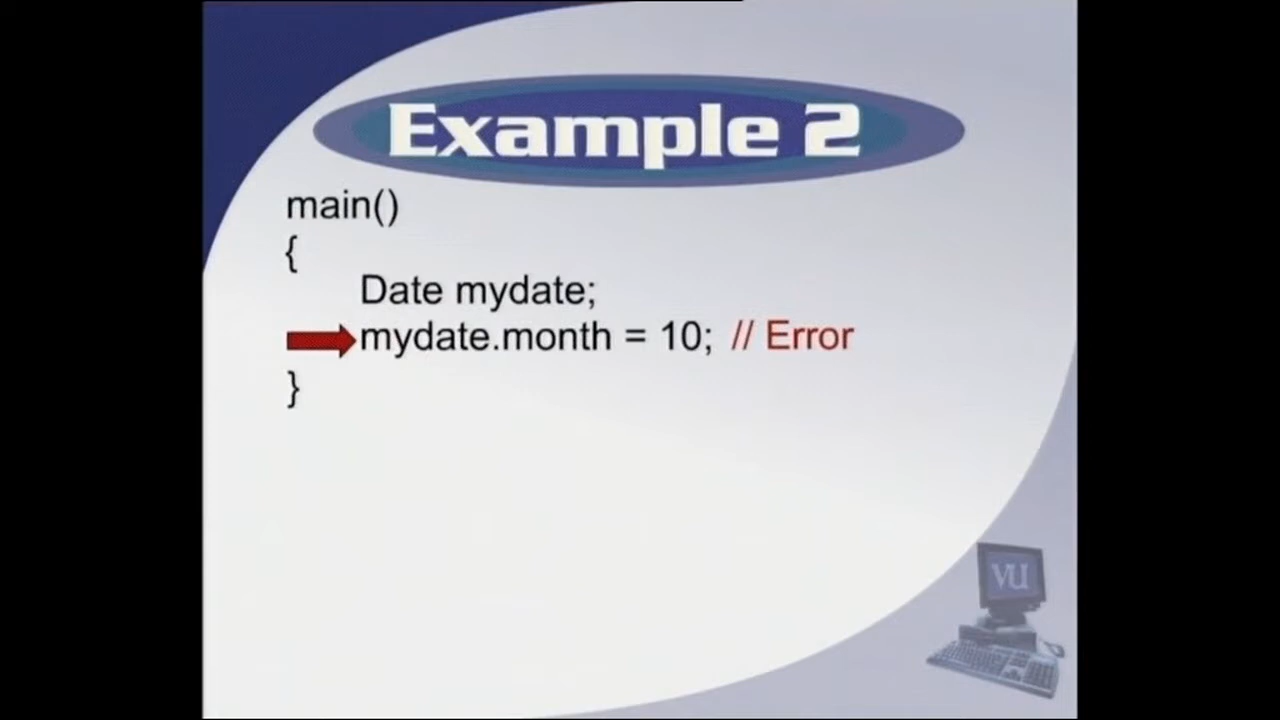 Example 2
main()
{
Date mydate;
mydate.month = 10; // Error
}
VU